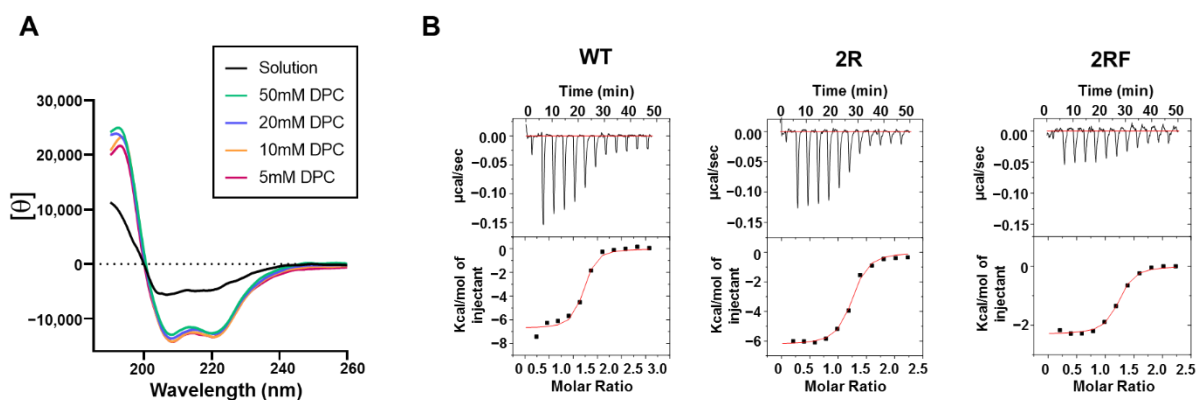 A
Solution
50mM DPC
20mM DPC
10mM DPC
5mM DPC
[θ]
30,000
20,000
10,000
0
−10,000
200
220
240
260
Wavelength (nm)
B
WT
Time (min)
0 10 20 30 40 50
µcal/sec
0.00
−0.05
−0.10
−0.15
Kcal/mol of
injectant
0
−2
−4
−6
−8
0 0.5 1.0 1.5 2.0 2.5 3.0
Molar Ratio
2R
Time (min)
0 10 20 30 40 50
µcal/sec
0.00
−0.05
−0.10
−0.15
Kcal/mol of
injectant
0
−2
−4
−6
0 0.5 1.0 1.5 2.0 2.5
Molar Ratio
2RF
Time (min)
0 10 20 30 40 50
µcal/sec
0.00
−0.05
−0.10
−0.15
Kcal/mol of
injectant
0
−2
0 0.5 1.0 1.5 2.0 2.5
Molar Ratio